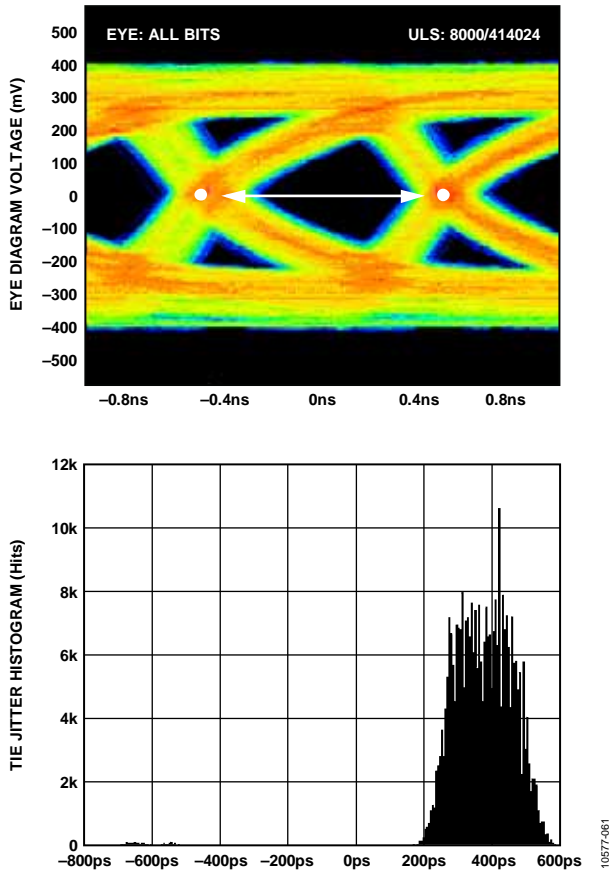 EYE: ALL BITS ULS: 8000/414024
EYE DIAGRAM VOLTAGE (mV)
500
400
300
200
100
0
–100
–200
–300
–400
–500
–0.8ns –0.4ns 0ns 0.4ns 0.8ns
TIE JITTER HISTOGRAM (Hits)
12k
10k
8k
6k
4k
2k
0
–800ps –600ps –400ps –200ps 0ps 200ps 400ps 600ps
10577-061